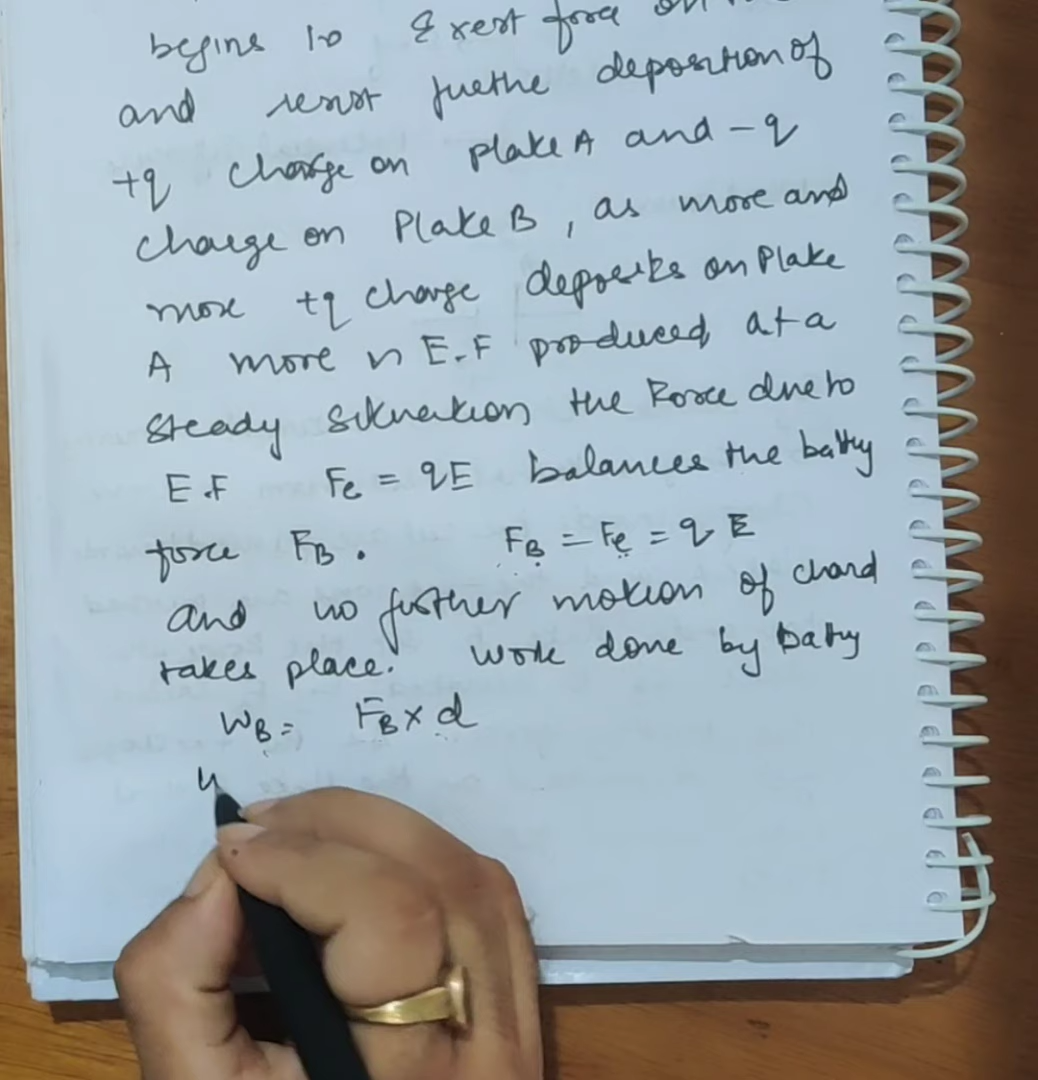 begins to Exert force on
and resist furthe deposition of
+q charge on plate A and -q
charge on Plate B, as more and
more +q charge deposits on Plate
A more n E.F produced, at a
steady situation, the Force due to
E.F Fe = qE balances the batty
force FB. FB = Fe = q E
and no further motion of chard
takes place. Work done by batty
WB = FB x d